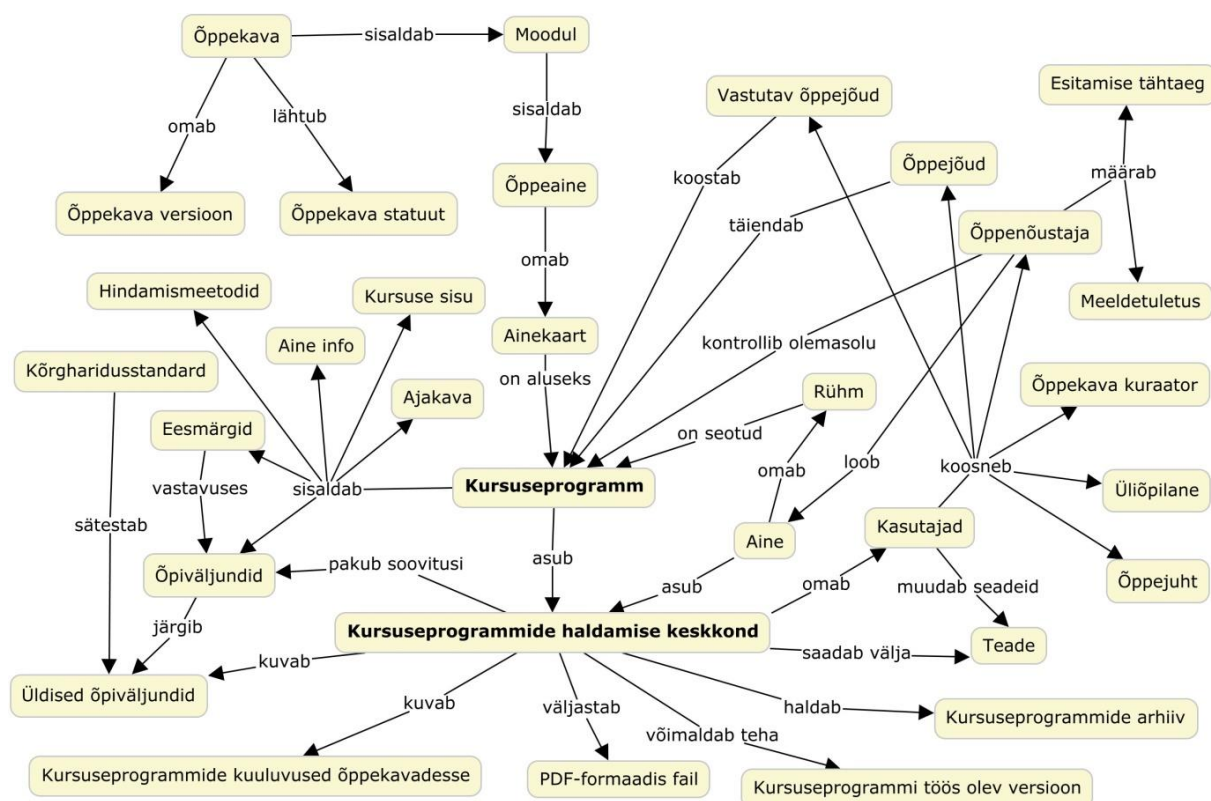 Õppekava
sisaldab
Moodul
Esitamise tähtaeg
Vastutav õppejõud
sisaldab
omab
lähtub
Õppejõud
määrab
koostab
Õppeaine
Õppekava versioon
Õppekava statuut
täiendab
Õppenõustaja
omab
Hindamismeetodid
Kursuse sisu
Meeldetuletus
Ainekaart
kontrollib olemasolu
Aine info
Kõrgharidusstandard
on aluseks
Õppekava kuraator
Ajakava
Rühm
Eesmärgid
on seotud
loob
koosneb
omab
vastavuses
sisaldab
Kursuseprogramm
Üliõpilane
sätestab
Kasutajad
Aine
asub
pakub soovitusi
Õpiväljundid
Õppejuht
asub
omab
muudab seadeid
järgib
Kursuseprogrammide haldamise keskkond
Teade
saadab välja
kuvab
Üldised õpiväljundid
kuvab
väljastab
haldab
Kursuseprogrammide arhiiv
võimaldab teha
Kursuseprogrammide kuuluvused õppekavadesse
PDF-formaadis fail
Kursuseprogrammi töös olev versioon